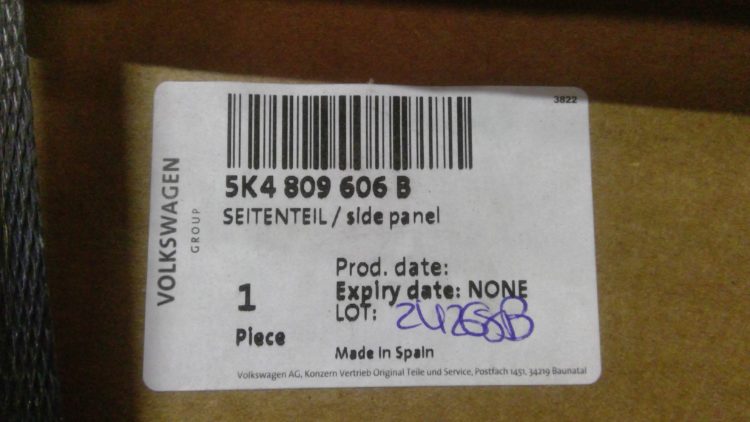 3822
VOLKSWAGEN
GROUP
5K4 809 606 B
SEITENTEIL / side panel
Prod. date:
Expiry date: NONE
LOT:
1
Piece
Made in Spain
Volkswagen AG, Konzern Vertrieb Original Teile und Service, Postfach 1451, 34219 Baunatal